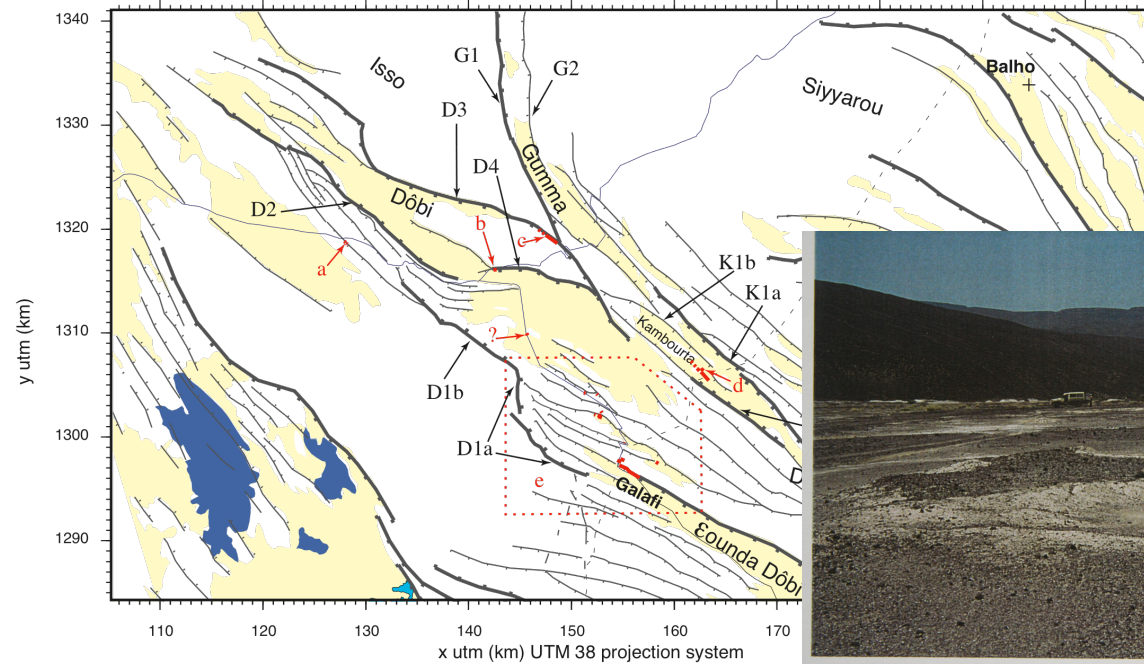 1340
1330
1320
1310
1300
1290
y utm (km)
110
120
130
140
150
160
170
x utm (km) UTM 38 projection system
Isso
G1
G2
D3
D4
Gumma
Siyyarou
Balho
Dôbi
D2
a
b
c
K1b
K1a
Kambourta
d
?
D1b
D1a
e
Galafi
Ɛounda Dôbi
D